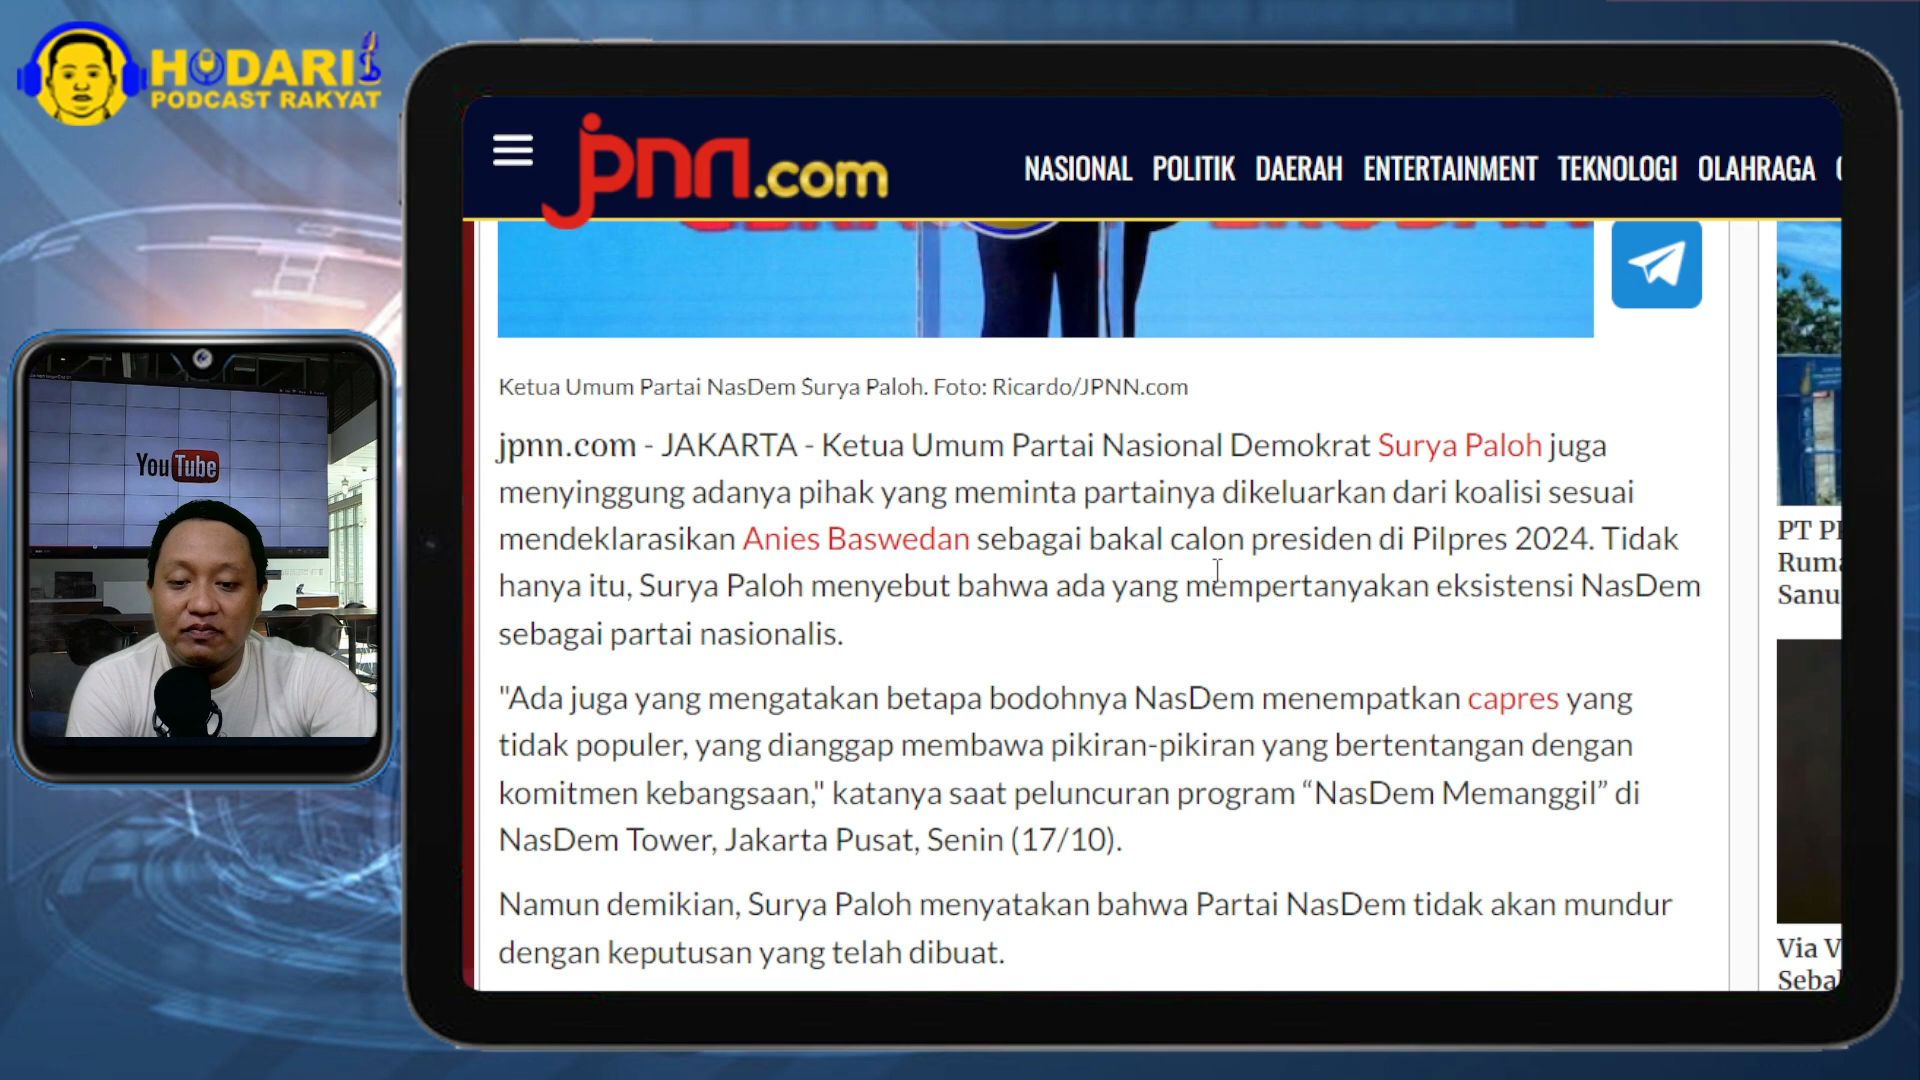 HODARI
PODCAST RAKYAT
YouTube
jpnn.com
NASIONAL POLITIK DAERAH ENTERTAINMENT TEKNOLOGI OLAHRAGA
Ketua Umum Partai NasDem Surya Paloh. Foto: Ricardo/JPNN.com
jpnn.com - JAKARTA - Ketua Umum Partai Nasional Demokrat Surya Paloh juga
menyinggung adanya pihak yang meminta partainya dikeluarkan dari koalisi sesuai
mendeklarasikan Anies Baswedan sebagai bakal calon presiden di Pilpres 2024. Tidak
hanya itu, Surya Paloh menyebut bahwa ada yang mempertanyakan eksistensi NasDem
sebagai partai nasionalis.
"Ada juga yang mengatakan betapa bodohnya NasDem menempatkan capres yang
tidak populer, yang dianggap membawa pikiran-pikiran yang bertentangan dengan
komitmen kebangsaan," katanya saat peluncuran program “NasDem Memanggil” di
NasDem Tower, Jakarta Pusat, Senin (17/10).
Namun demikian, Surya Paloh menyatakan bahwa Partai NasDem tidak akan mundur
dengan keputusan yang telah dibuat.
PT
Via V